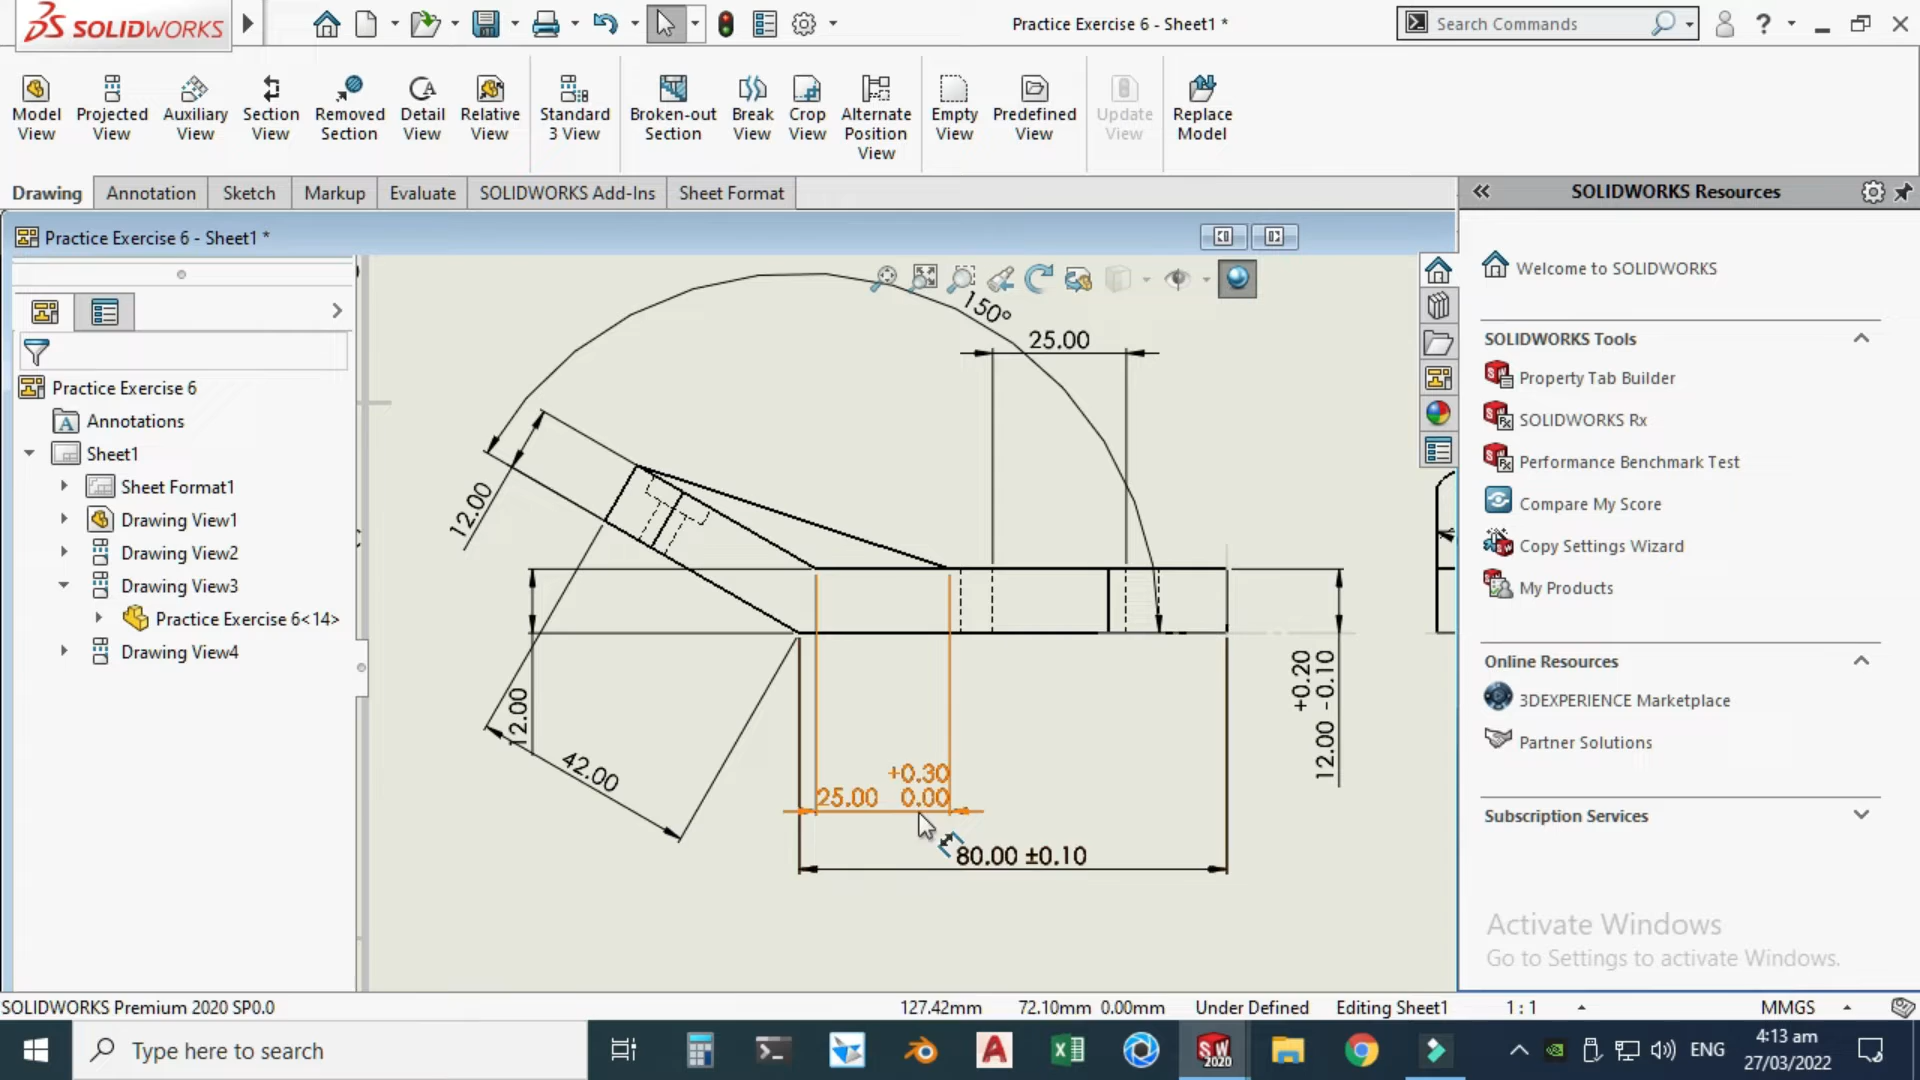 SOLIDWORKS
Practice Exercise 6 - Sheet1 *
Search Commands
?
Model View
Projected View
Auxiliary View
Section View
Removed Section
Detail View
Relative View
Standard 3 View
Broken-out Section
Break View
Crop View
Alternate Position View
Empty View
Predefined View
Update View
Replace Model
Drawing
Annotation
Sketch
Markup
Evaluate
SOLIDWORKS Add-Ins
Sheet Format
Practice Exercise 6 - Sheet1 *
Practice Exercise 6
Annotations
Sheet1
Sheet Format1
Drawing View1
Drawing View2
Drawing View3
Practice Exercise 6<14>
Drawing View4
150°
25.00
12.00
12.00
42.00
+0.30
25.00 0.00
80.00 ±0.10
+0.20
12.00 -0.10
SOLIDWORKS Resources
Welcome to SOLIDWORKS
SOLIDWORKS Tools
Property Tab Builder
SOLIDWORKS Rx
Performance Benchmark Test
Compare My Score
Copy Settings Wizard
My Products
Online Resources
3DEXPERIENCE Marketplace
Partner Solutions
Subscription Services
Activate Windows
Go to Settings to activate Windows.
SOLIDWORKS Premium 2020 SP0.0
127.42mm
72.10mm
0.00mm
Under Defined
Editing Sheet1
1 : 1
MMGS
Type here to search
SW
2020
ENG
4:13 am
27/03/2022